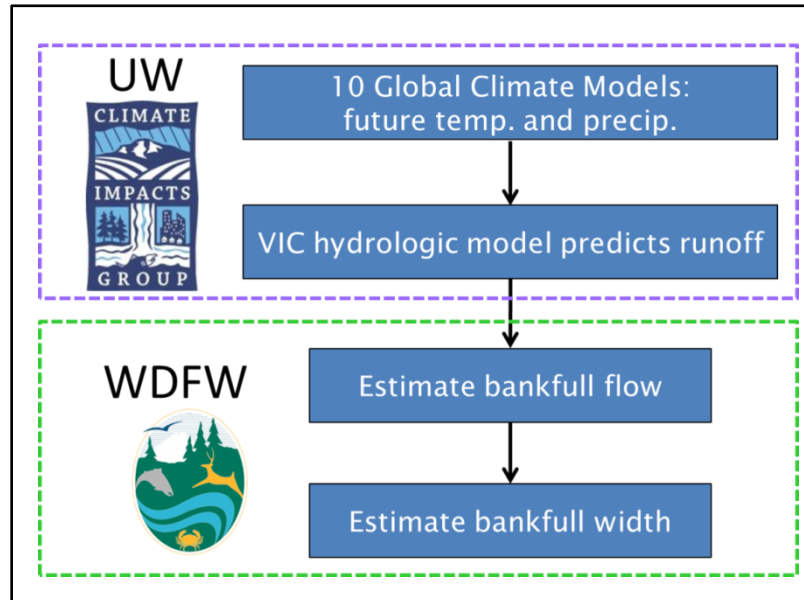 UW
CLIMATE
IMPACTS
GROUP
10 Global Climate Models:
future temp. and precip.
VIC hydrologic model predicts runoff
WDFW
Estimate bankfull flow
Estimate bankfull width